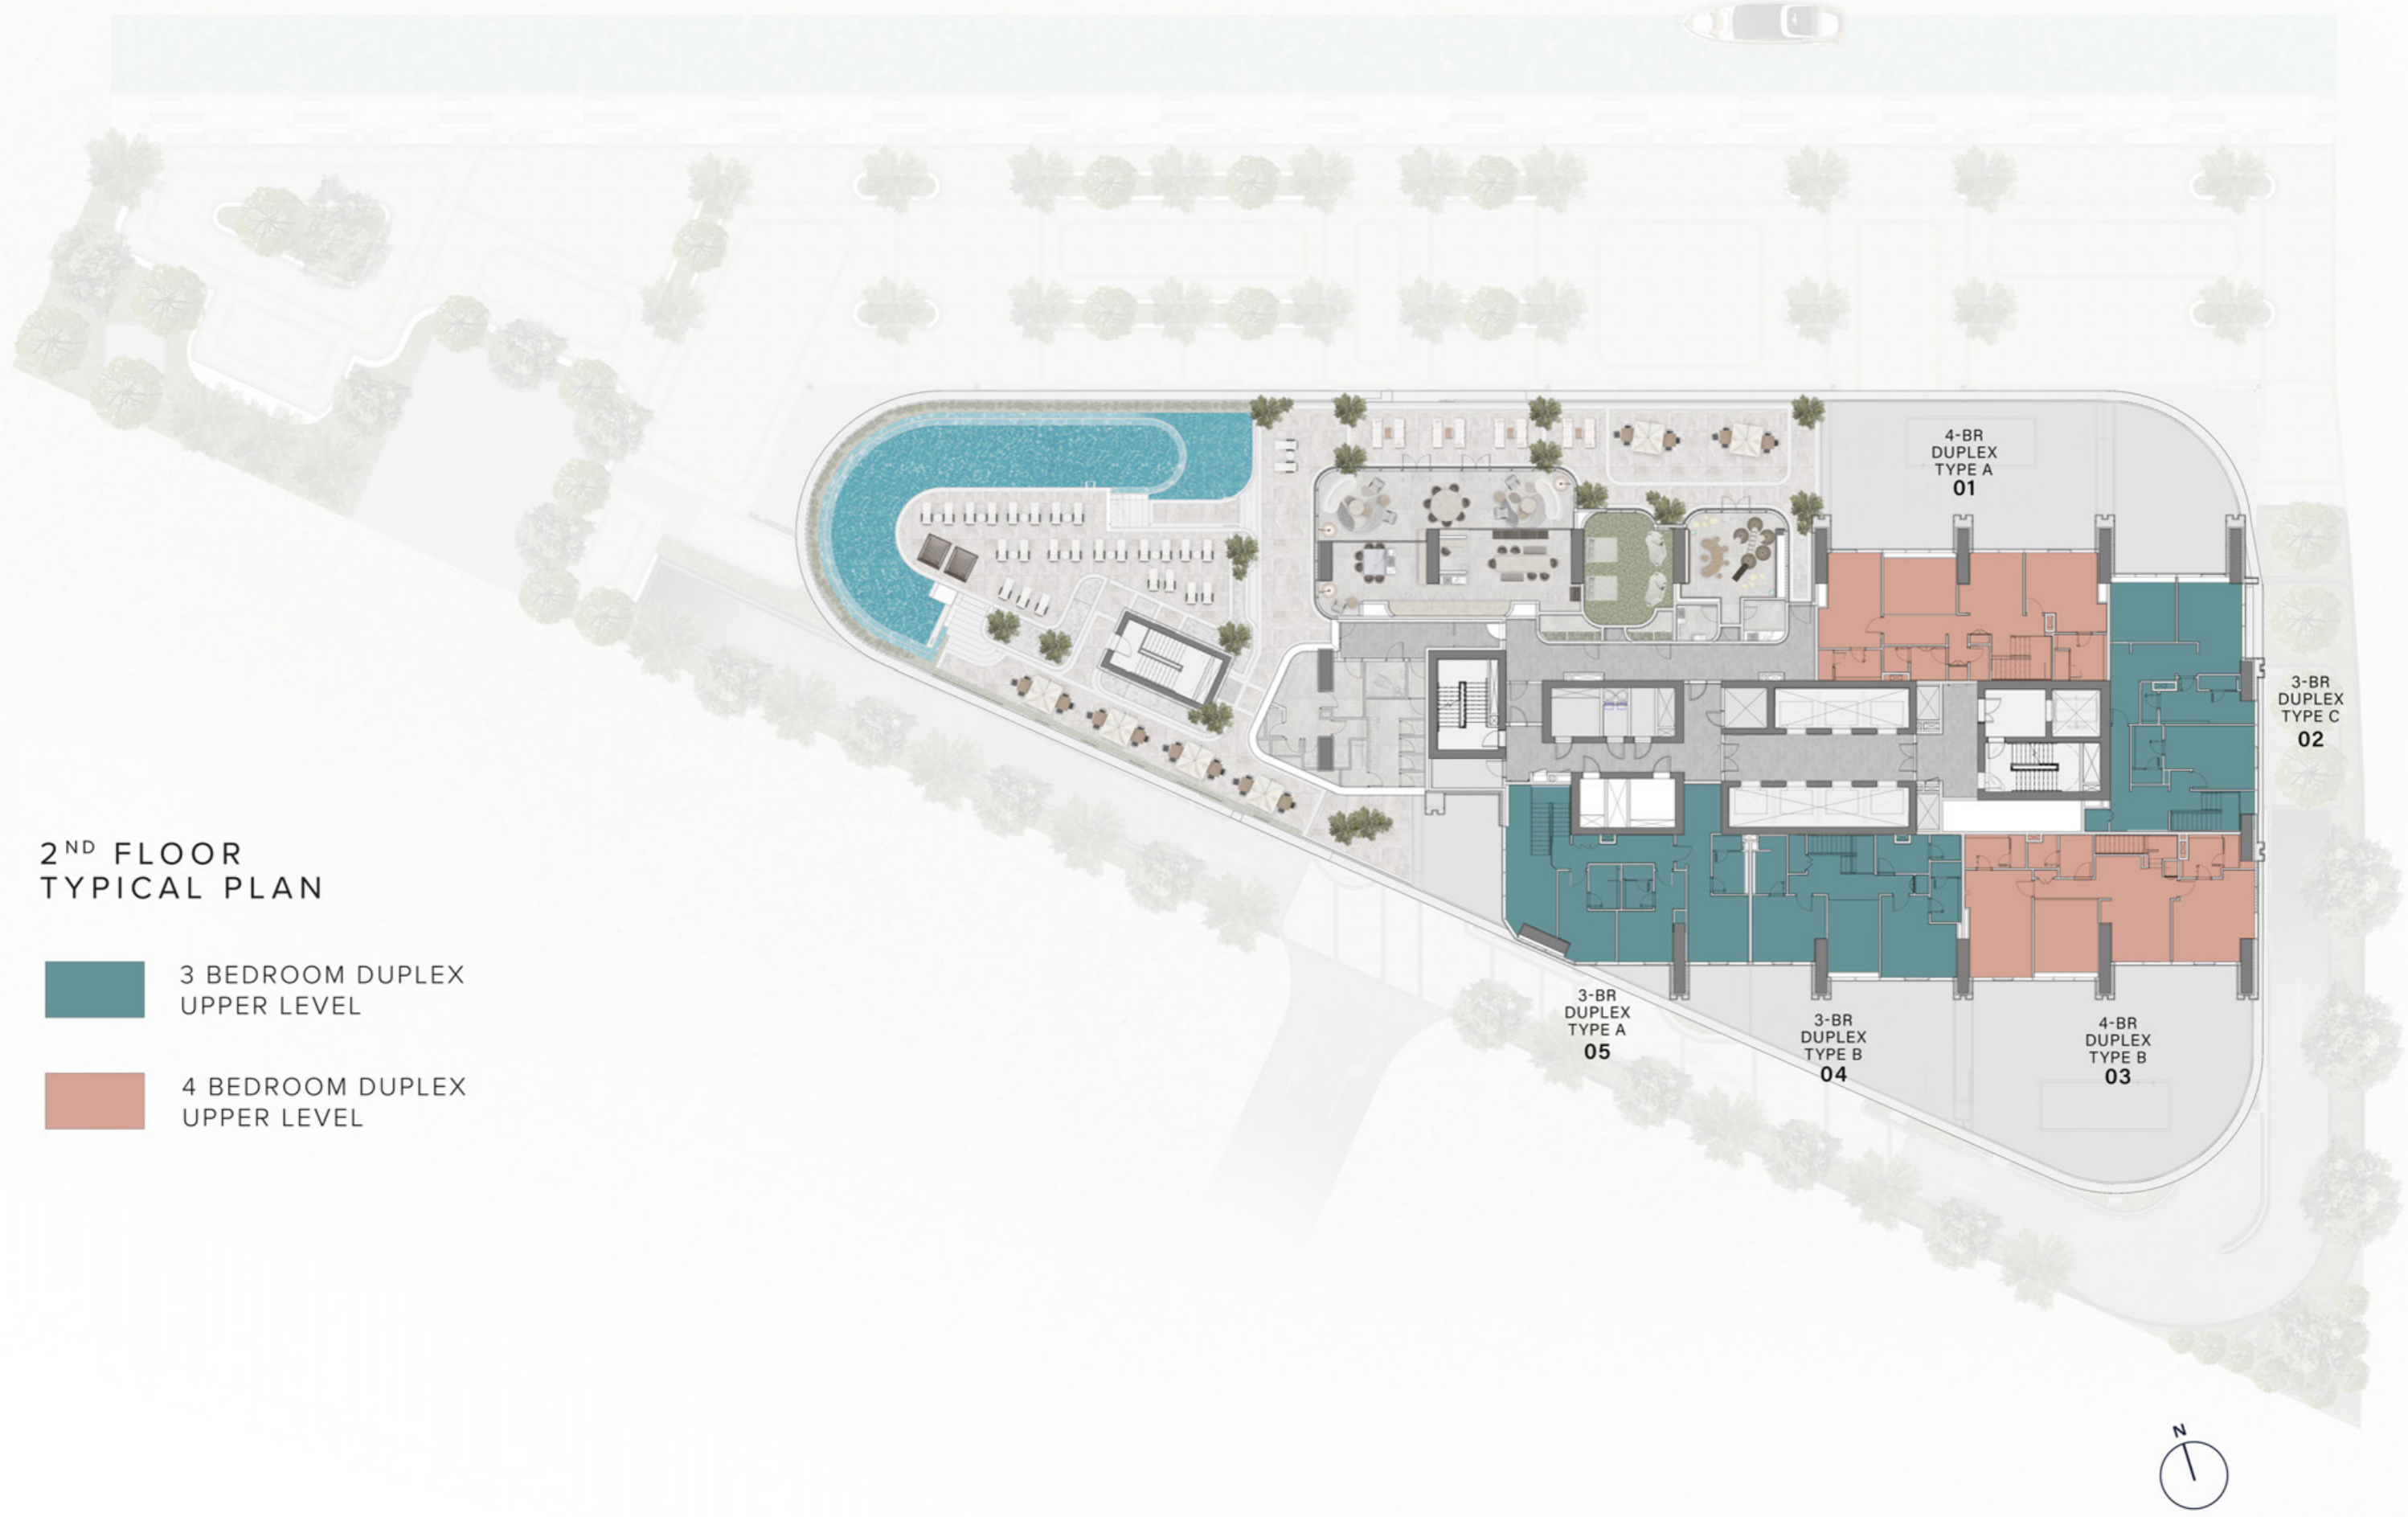 4-BR
DUPLEX
TYPE A
01
3-BR
DUPLEX
TYPE C
02
2ND FLOOR
TYPICAL PLAN
3 BEDROOM DUPLEX
UPPER LEVEL
4 BEDROOM DUPLEX
UPPER LEVEL
3-BR
DUPLEX
TYPE A
05
3-BR
DUPLEX
TYPE B
04
4-BR
DUPLEX
TYPE B
03
N